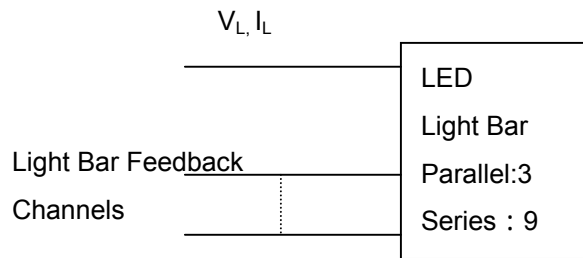 V_L, I_L
LED
Light Bar
Parallel:3
Series：9
Light Bar Feedback
Channels